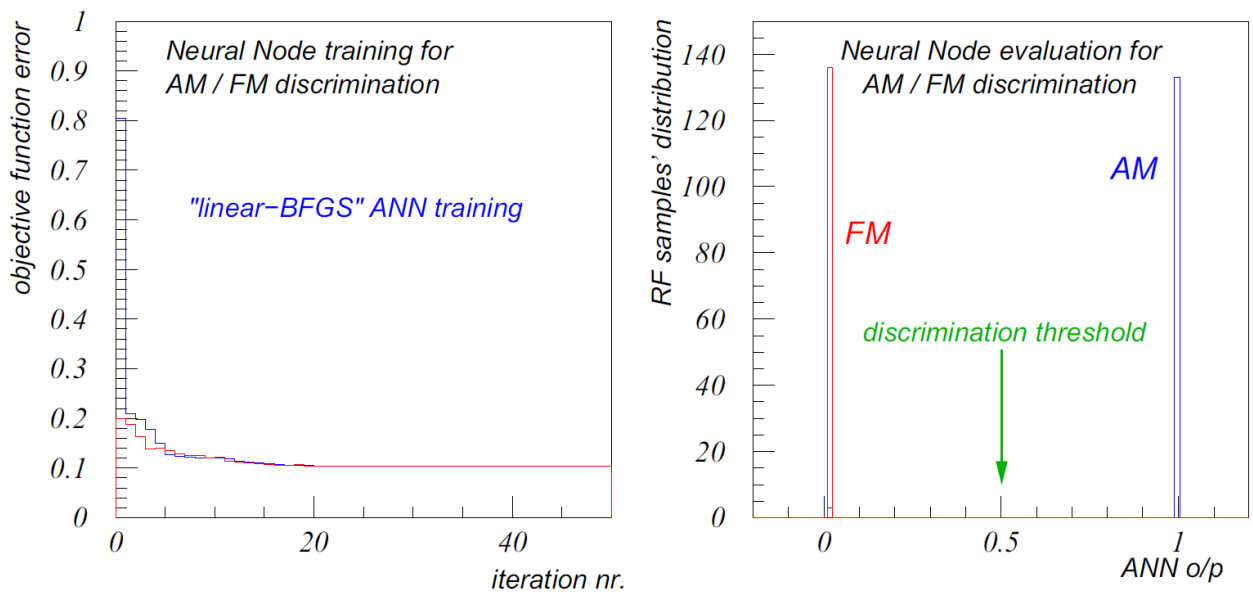 objective function error
1
0.9
0.8
0.7
0.6
0.5
0.4
0.3
0.2
0.1
0
Neural Node training for
AM / FM discrimination
"linear−BFGS" ANN training
0
20
40
iteration nr.
RF samples' distribution
140
120
100
80
60
40
20
0
Neural Node evaluation for
AM / FM discrimination
AM
FM
discrimination threshold
0
0.5
1
ANN o/p